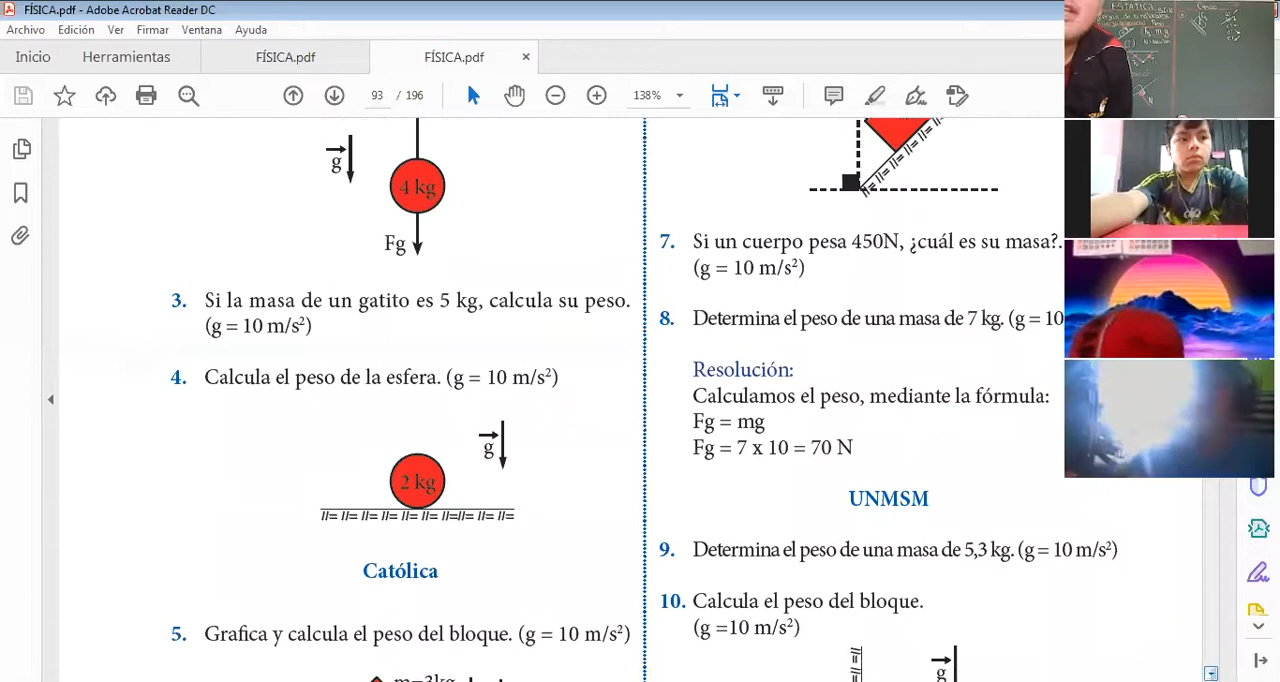 FÍSICA.pdf - Adobe Acrobat Reader DC
Archivo Edición Ver Firmar Ventana Ayuda
Inicio Herramientas FÍSICA.pdf FÍSICA.pdf ×
93 / 196 138%
g
4 kg
Fg
3. Si la masa de un gatito es 5 kg, calcula su peso.
(g = 10 m/s²)
4. Calcula el peso de la esfera. (g = 10 m/s²)
g
2 kg
Católica
5. Grafica y calcula el peso del bloque. (g = 10 m/s²)
m=3kg
7. Si un cuerpo pesa 450N, ¿cuál es su masa?.
(g = 10 m/s²)
8. Determina el peso de una masa de 7 kg. (g = 10
Resolución:
Calculamos el peso, mediante la fórmula:
Fg = mg
Fg = 7 x 10 = 70 N
UNMSM
9. Determina el peso de una masa de 5,3 kg. (g = 10 m/s²)
10. Calcula el peso del bloque.
(g =10 m/s²)
g
ESTATICA